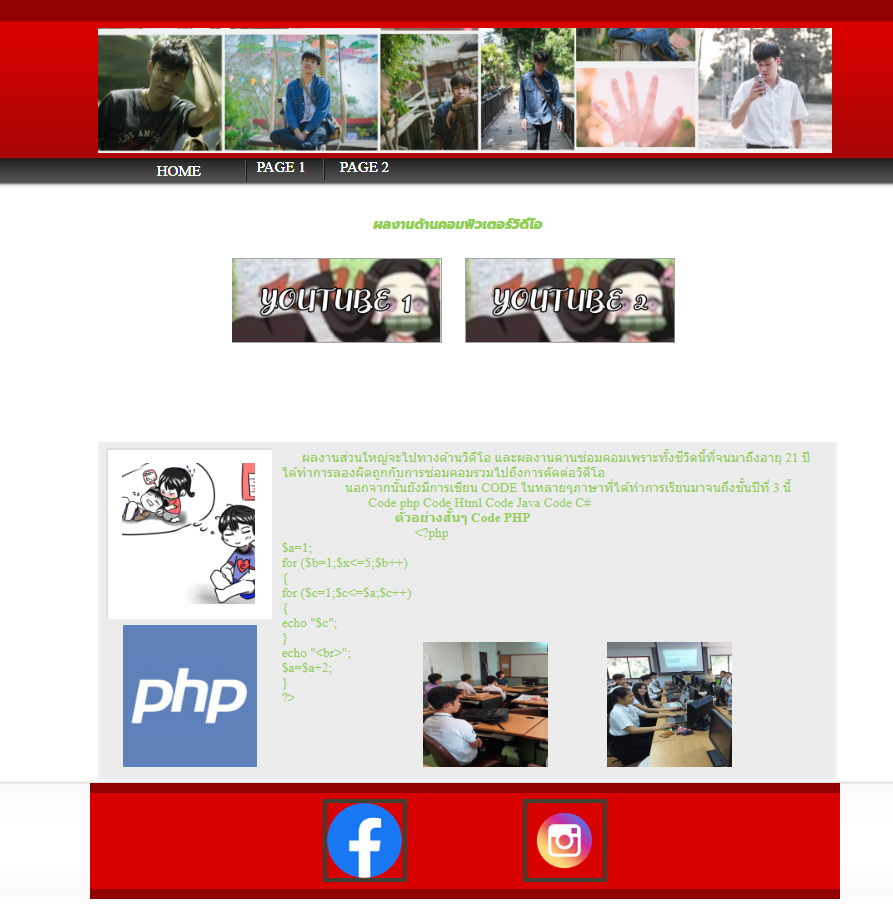 HOME
PAGE 1
PAGE 2
ผลงานด้านคอมพิวเตอร์วิดีโอ
YOUTUBE 1
YOUTUBE 2
ผลงานส่วนใหญ่จะไปทางด้านวิดีโอ และผลงานด้านซ่อมคอมเพราะทั้งชีวิตนี้ที่จนมาถึงอายุ 21 ปี
ได้ทำการลองผิดถูกกับการซ่อมคอมรวมไปถึงการตัดต่อวิดีโอ
นอกจากนั้นยังมีการเขียน CODE ในหลายๆภาษาที่ได้ทำการเรียนมาจนถึงชั้นปีที่ 3 นี้
Code php Code Html Code Java Code C#
ตัวอย่างสั้นๆ Code PHP
<?php
$a=1;
for ($b=1;$x<=5;$b++)
{
for ($c=1;$c<=$a;$c++)
{
echo "$c";
}
echo "<br>";
$a=$a+2;
}
?>
php